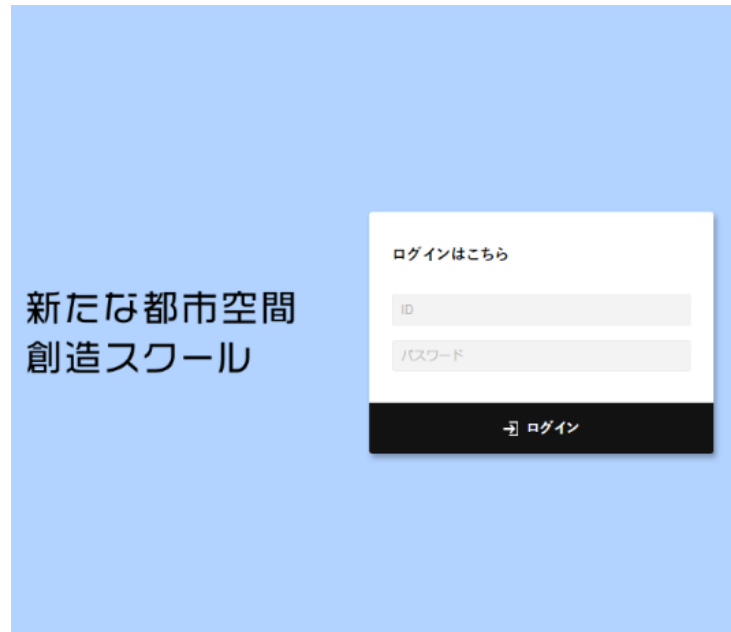 新たな都市空間
創造スクール
ログインはこちら
ID
パスワード
ログイン